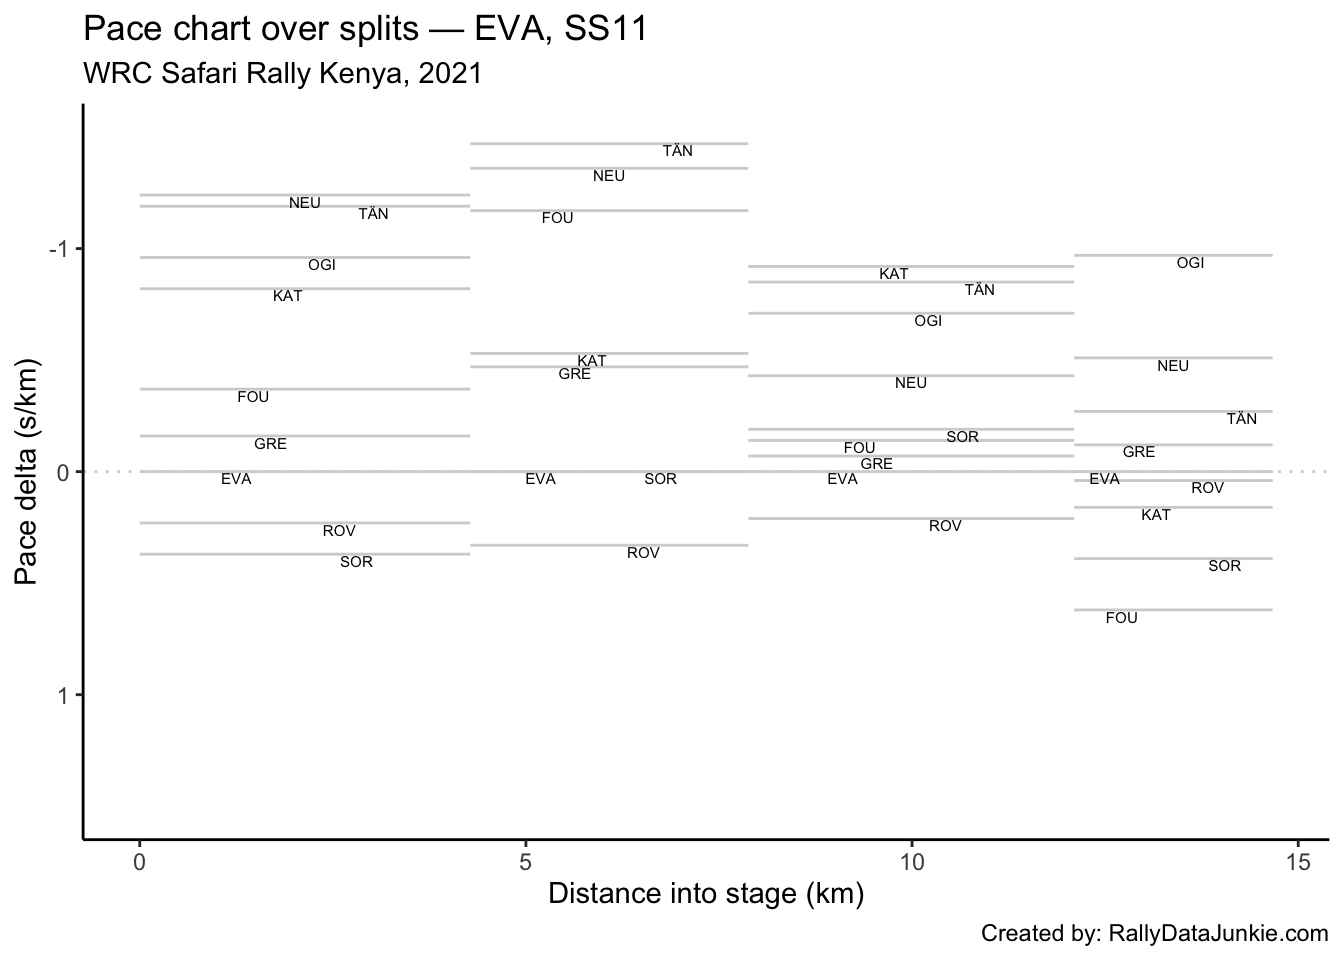 Pace chart over splits — EVA, SS11
WRC Safari Rally Kenya, 2021
TÄN
NEU
FOU
NEU
TÄN
-1
OGI
OGI
KAT
TÄN
KAT
OGI
KAT
GRE
NEU
NEU
FOU
TÄN
SOR
GRE
FOU
GRE
GRE
0
EVA
EVA
SOR
EVA
EVA
ROV
KAT
ROV
ROV
ROV
SOR
SOR
FOU
1
Pace delta (s/km)
0
5
10
15
Distance into stage (km)
Created by: RallyDataJunkie.com